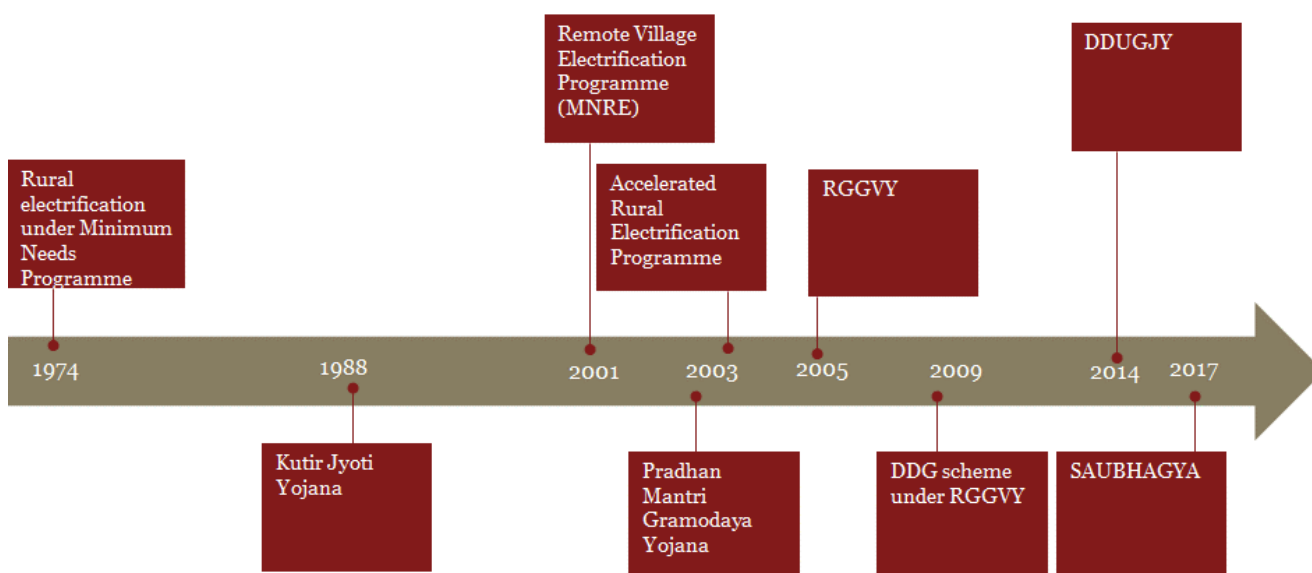 Remote Village
Electrification
Programme
(MNRE)
DDUGJY
Rural
electrification
under Minimum
Needs
Programme
Accelerated
Rural
Electrification
Programme
RGGVY
1974
1988
2001
2003
2005
2009
2014
2017
Kutir Jyoti
Yojana
Pradhan
Mantri
Gramodaya
Yojana
DDG scheme
under RGGVY
SAUBHAGYA